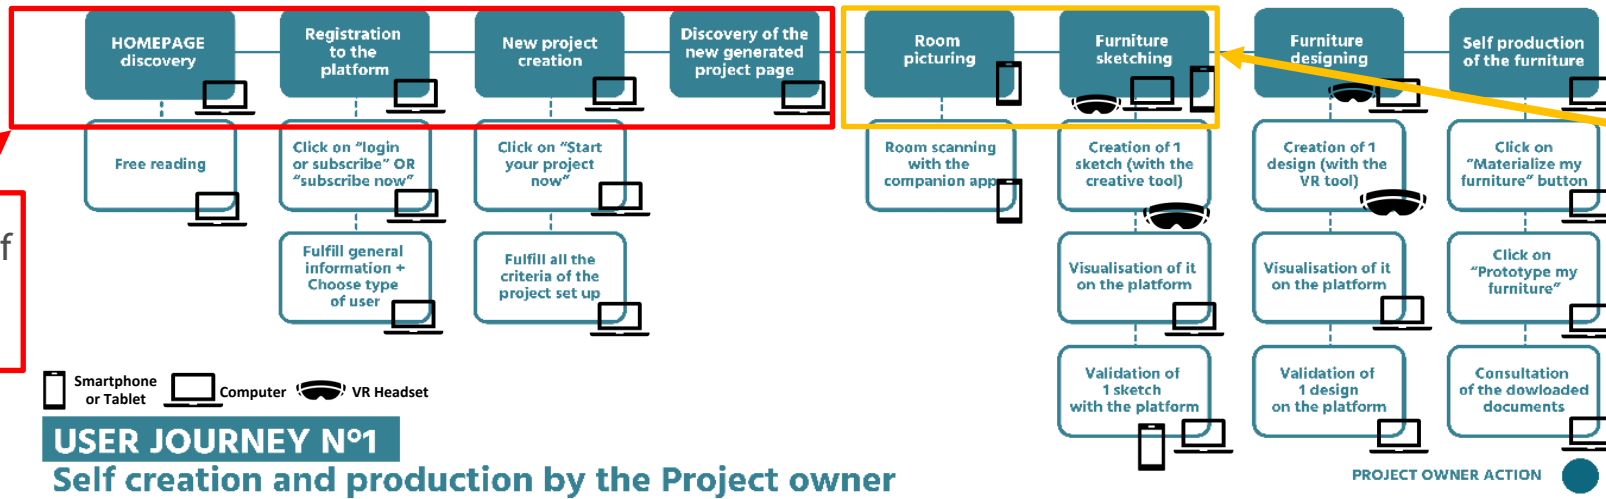 HOMEPAGE
discovery
Registration
to the
platform
New project
creation
Discovery of the
new generated
project page
Room
picturing
Furniture
sketching
Furniture
designing
Self production
of the furniture
Free reading
Click on "login
or subscribe" OR
"subscribe now"
Click on "Start
your project
now"
Room scanning
with the
companion app
Creation of 1
sketch (with the
creative tool)
Creation of 1
design (with the
VR tool)
Click on
"Materialize my
furniture" button
f
Fulfill general
information +
Choose type
of user
Fulfill all the
criteria of the
project set up
Visualisation of it
on the platform
Visualisation of it
on the platform
Click on
"Prototype my
furniture"
Validation of
1 sketch
with the platform
Validation of
1 design
on the platform
Consultation
of the dowloaded
documents
Smartphone
or Tablet
Computer
VR Headset
USER JOURNEY Nº1
Self creation and production by the Project owner
PROJECT OWNER ACTION